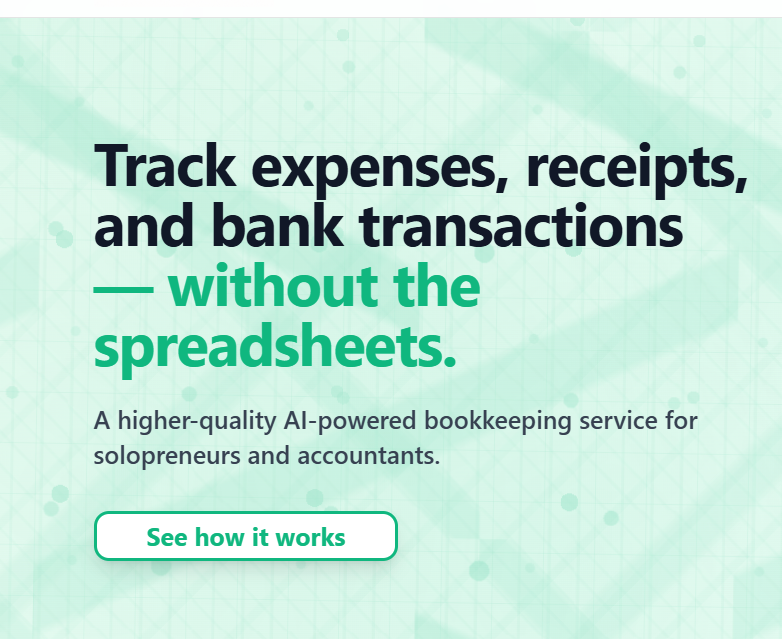 Track expenses, receipts,
and bank transactions
— without the
spreadsheets.
A higher-quality AI-powered bookkeeping service for
solopreneurs and accountants.
See how it works